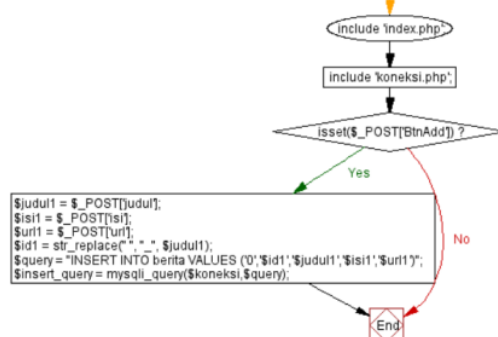 include 'index.php';
include 'koneksi.php';
isset($_POST['BtnAdd']) ?
Yes
$judul1 = $_POST['judul'];
$isi1 = $_POST['isi'];
$url1 = $_POST['url'];
$id1 = str_replace(" ", "_", $judul1);
$query = "INSERT INTO berita VALUES ('0','$id1','$judul1','$isi1','$url1')";
$insert_query = mysqli_query($koneksi,$query);
No
End